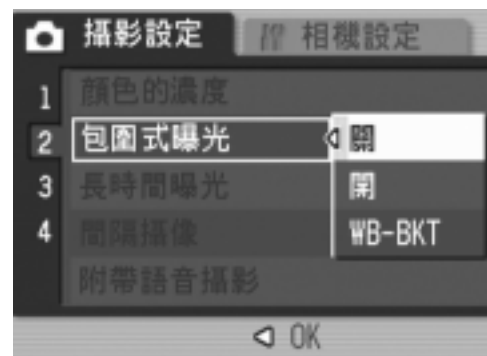 攝影設定 相機設定
1 顏色的濃度
2 包圍式曝光 關
3 長時間曝光 開
4 間隔攝像 WB-BKT
附帶語音攝影
OK